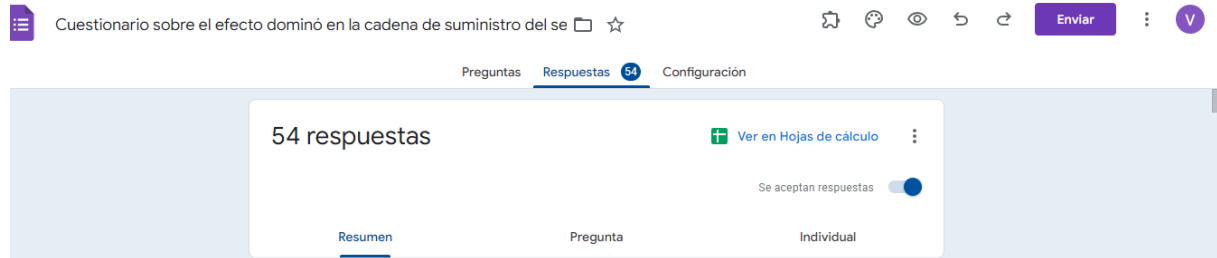 Cuestionario sobre el efecto dominó en la cadena de suministro del se
Enviar
V
Preguntas Respuestas 54 Configuración
54 respuestas
Ver en Hojas de cálculo
Se aceptan respuestas
Resumen Pregunta Individual